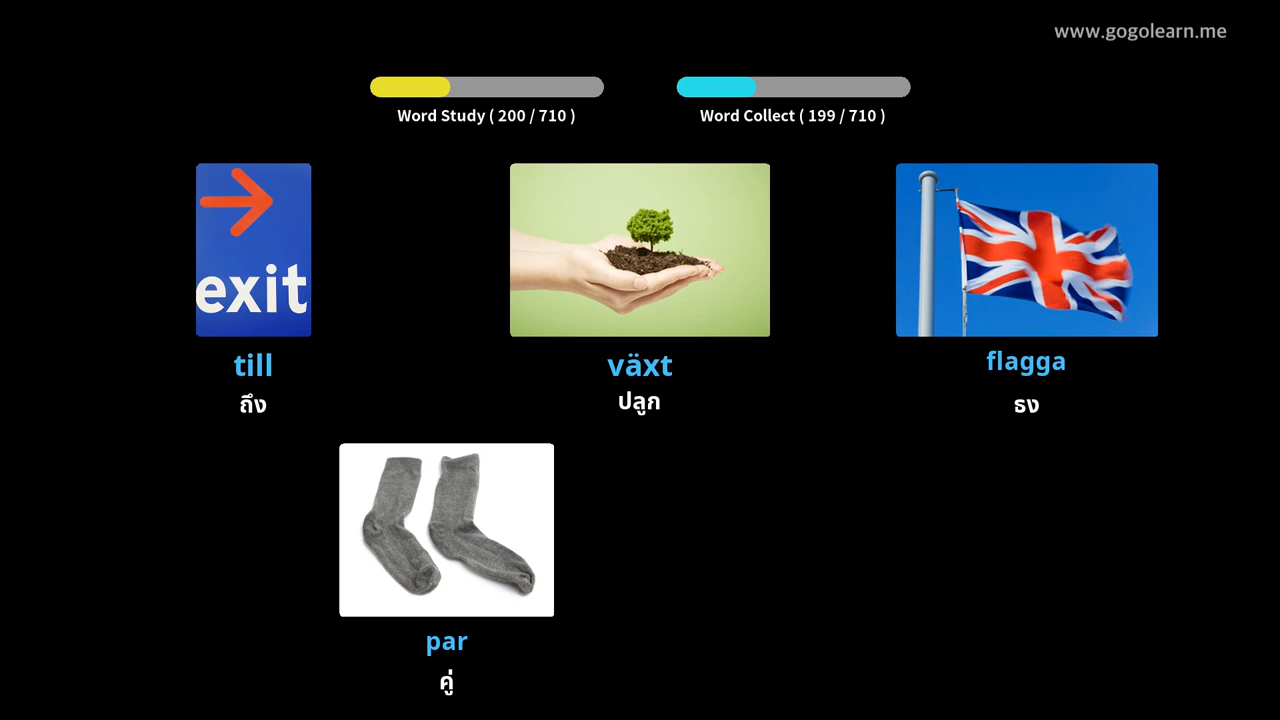 www.gogolearn.me
Word Study ( 200 / 710 )
Word Collect ( 199 / 710 )
exit
till
växt
flagga
ถึง
ปลูก
ธง
par
คู่